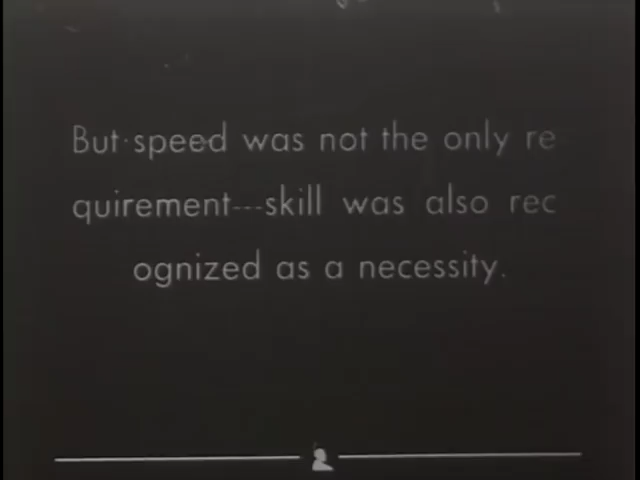 But speed was not the only re
quirement---skill was also rec
ognized as a necessity.